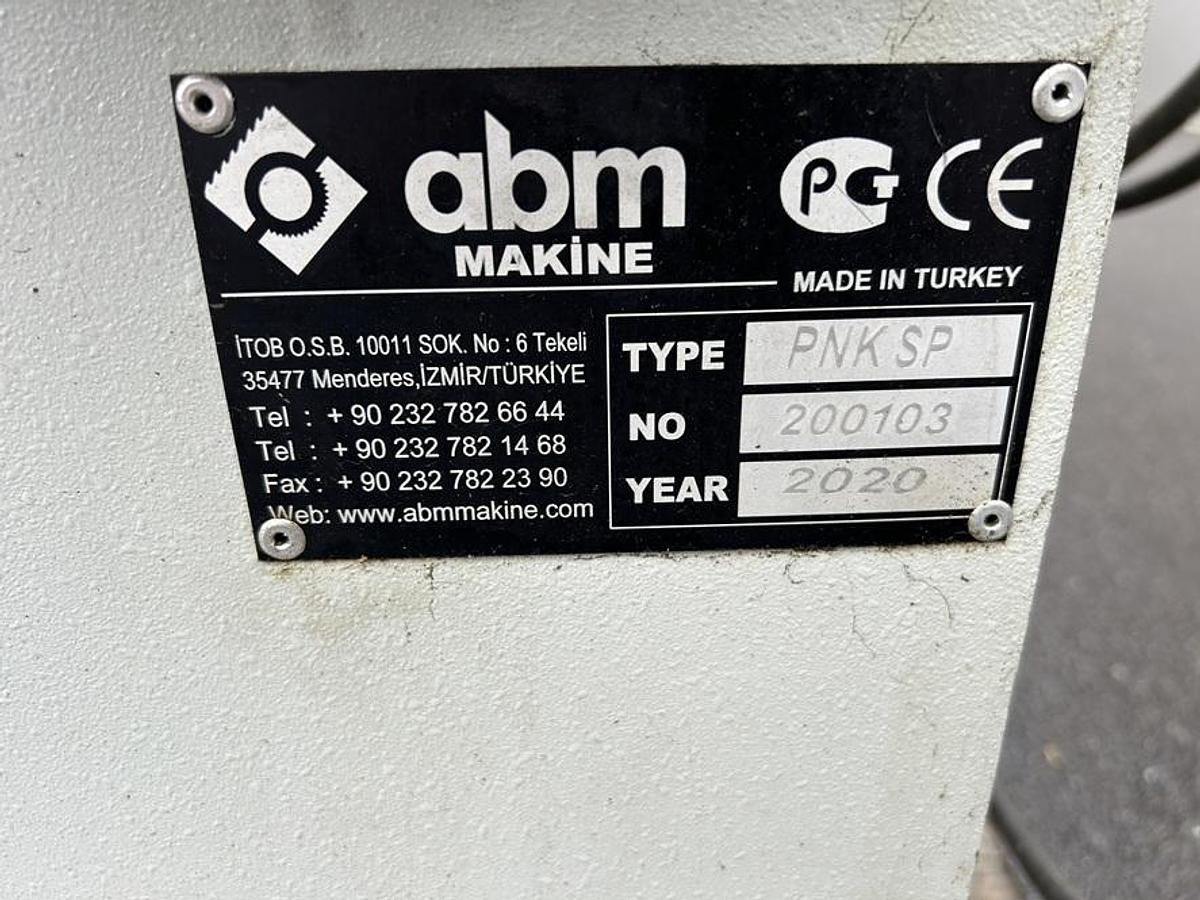 abm
MAKİNE
PCT CE
MADE IN TURKEY
İTOB O.S.B. 10011 SOK. No : 6 Tekeli
35477 Menderes,İZMİR/TÜRKİYE
Tel : + 90 232 782 66 44
Tel : + 90 232 782 14 68
Fax : + 90 232 782 23 90
Web: www.abmmakine.com
TYPE PNK SP
NO 200103
YEAR 2020